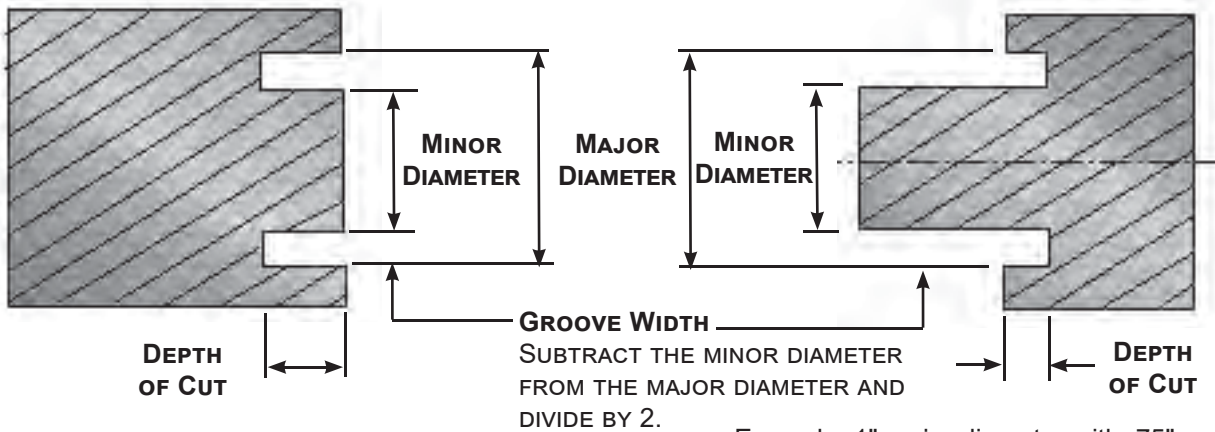 MINOR
DIAMETER
MAJOR
DIAMETER
MINOR
DIAMETER
GROOVE WIDTH
SUBTRACT THE MINOR DIAMETER
FROM THE MAJOR DIAMETER AND
DIVIDE BY 2.
DEPTH
OF CUT
DEPTH
OF CUT